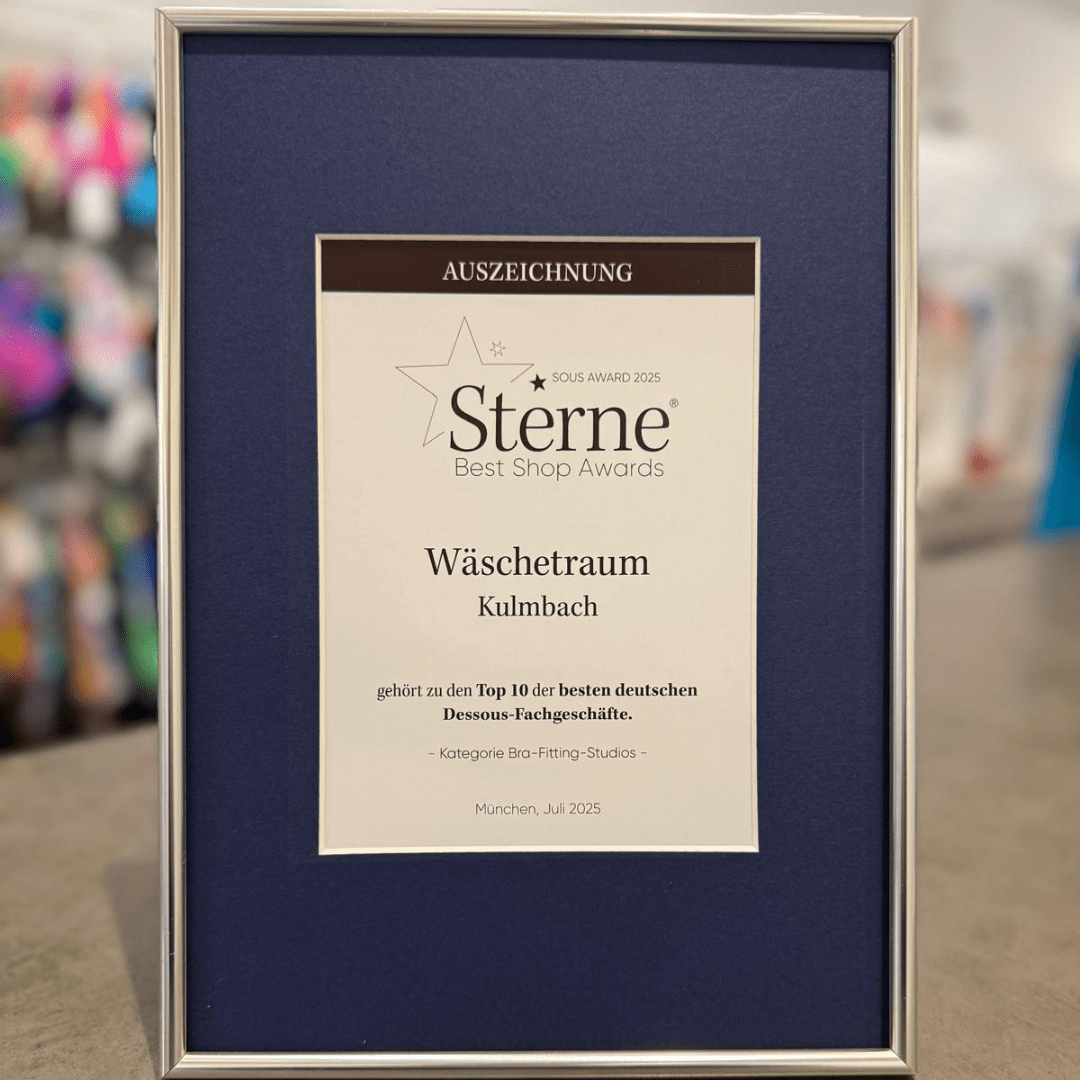 AUSZEICHNUNG
SOUS AWARD 2025
Sterne®
Best Shop Awards
Wäschetraum
Kulmbach
gehört zu den Top 10 der besten deutschen
Dessous-Fachgeschäfte.
- Kategorie Bra-Fitting-Studios -
München, Juli 2025